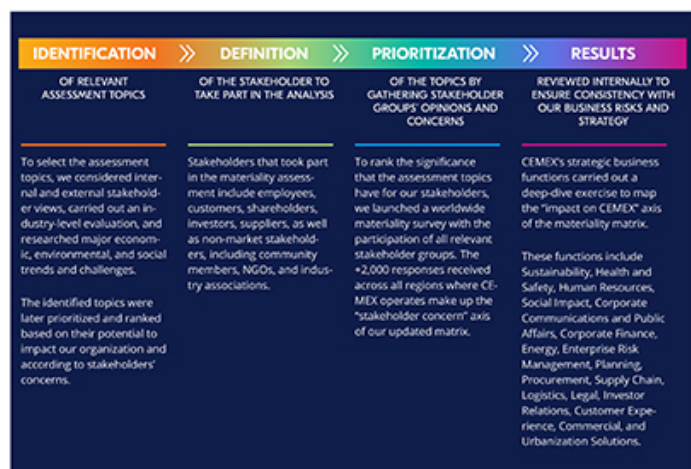 IDENTIFICATION >> DEFINITION >> PRIORITIZATION >> RESULTS
OF RELEVANT
ASSESSMENT TOPICS
To select the assessment
topics, we considered inter-
nal and external stakehold-
er views, carried out an in-
dustry-level evaluation, and
researched major econom-
ic, environmental, and social
trends and challenges.
The identified topics were
later prioritized and ranked
based on their potential to
impact our organization and
according to stakeholders'
concerns.
OF THE STAKEHOLDER TO
TAKE PART IN THE ANALYSIS
Stakeholders that took part
in the materiality assess-
ment include employees,
customers, shareholders,
investors, suppliers, as well
as non-market stakehold-
ers, including community
members, NGOs, and indus-
try associations.
OF THE TOPICS BY
GATHERING STAKEHOLDER
GROUPS' OPINIONS AND
CONCERNS
To rank the significance
that the assessment topics
have for our stakeholders,
we launched a worldwide
materiality survey with the
participation of all relevant
stakeholder groups. The
+2,000 responses received
across all regions where CE-
MEX operates make up the
"stakeholder concern" axis
of our updated matrix.
REVIEWED INTERNALLY TO
ENSURE CONSISTENCY WITH
OUR BUSINESS RISKS AND
STRATEGY
CEMEX's strategic business
functions carried out a
deep-dive exercise to map
the "impact on CEMEX" axis
of the materiality matrix.
These functions include
Sustainability, Health and
Safety, Human Resources,
Social Impact, Corporate
Communications and Public
Affairs, Corporate Finance,
Energy, Enterprise Risk
Management, Planning,
Procurement, Supply Chain,
Logistics, Legal, Investor
Relations, Customer Expe-
rience, Commercial, and
Urbanization Solutions.